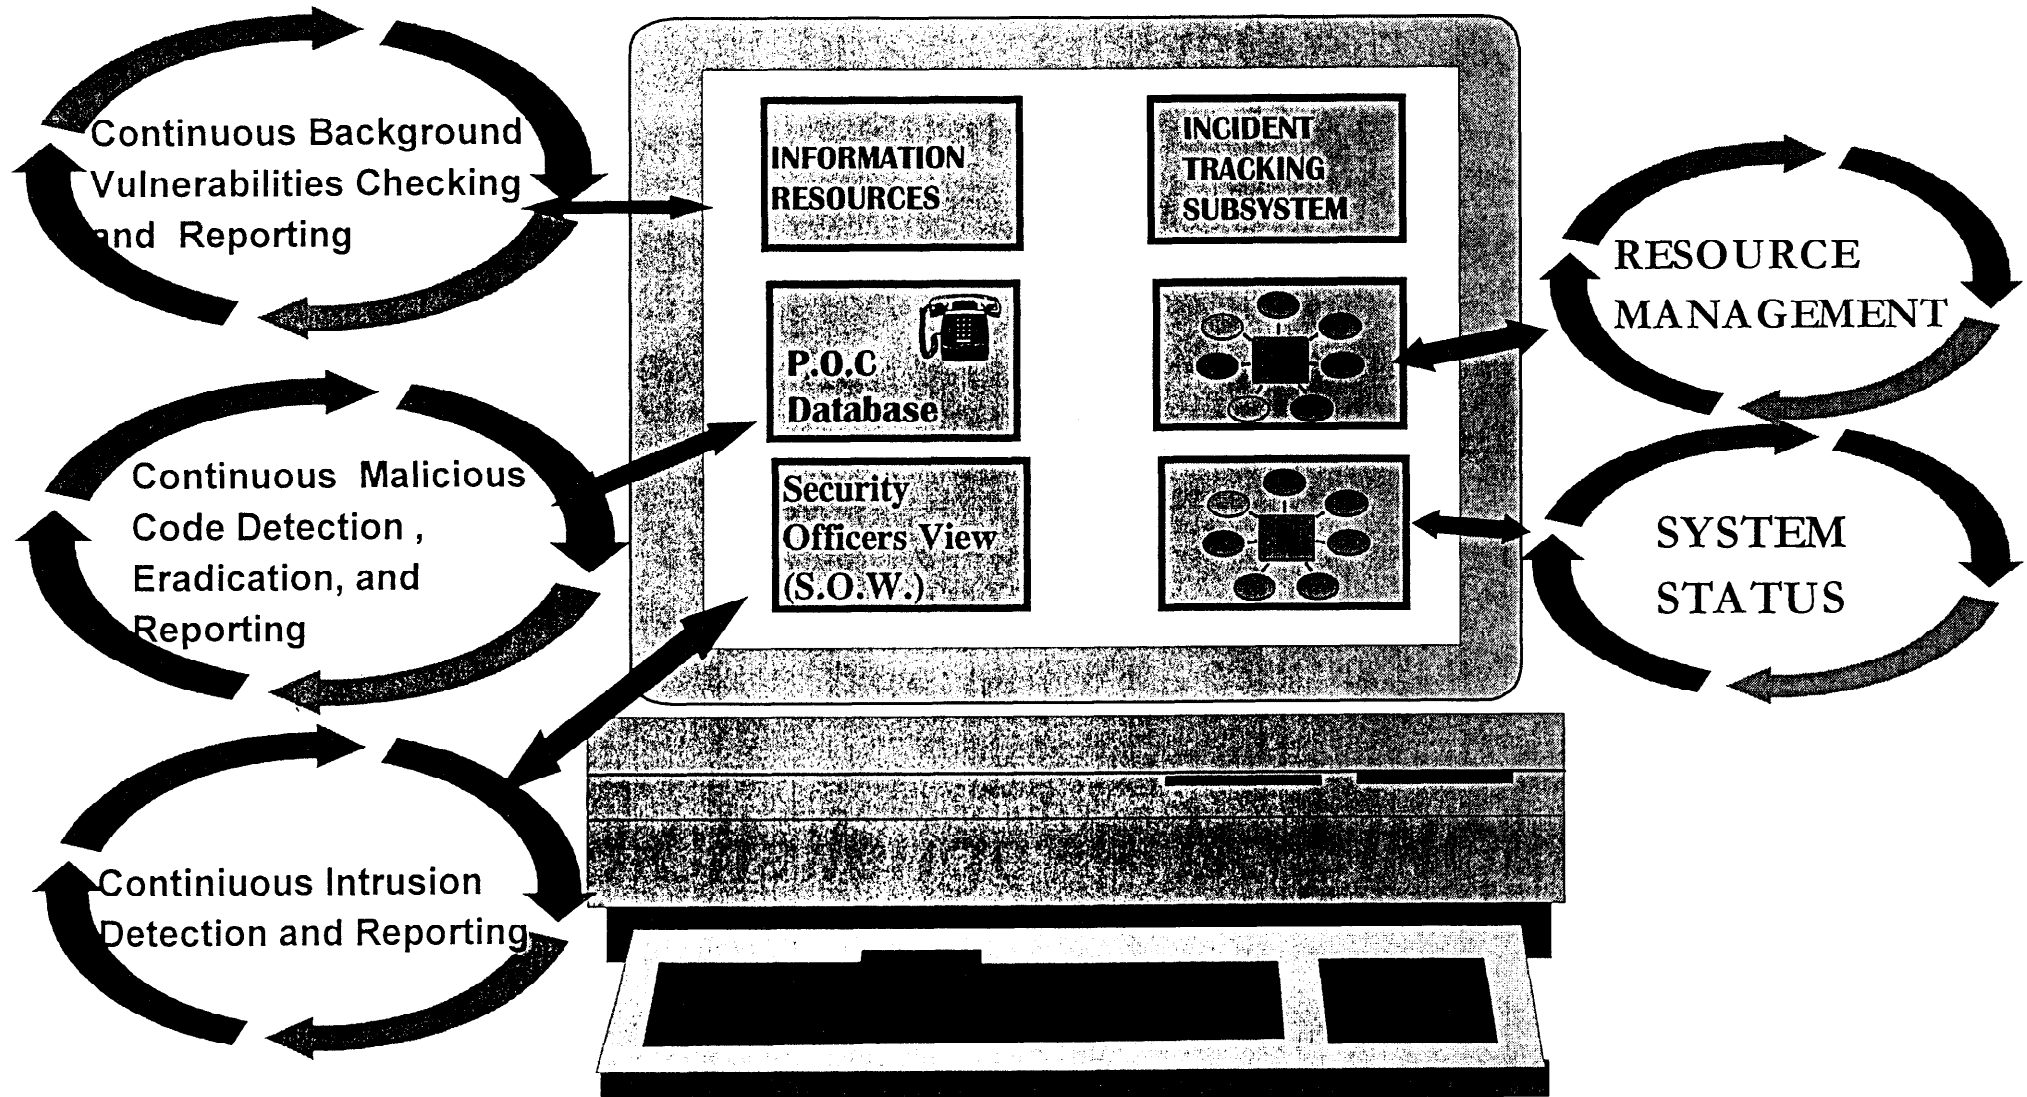 Continuous Background
Vulnerabilities Checking
and Reporting
Continuous Malicious
Code Detection ,
Eradication, and
Reporting
Continiuous Intrusion
Detection and Reporting
INFORMATION
RESOURCES
P.O.C
Database
Security
Officers View
(S.O.W.)
INCIDENT
TRACKING
SUBSYSTEM
RESOURCE
MANAGEMENT
SYSTEM
STATUS